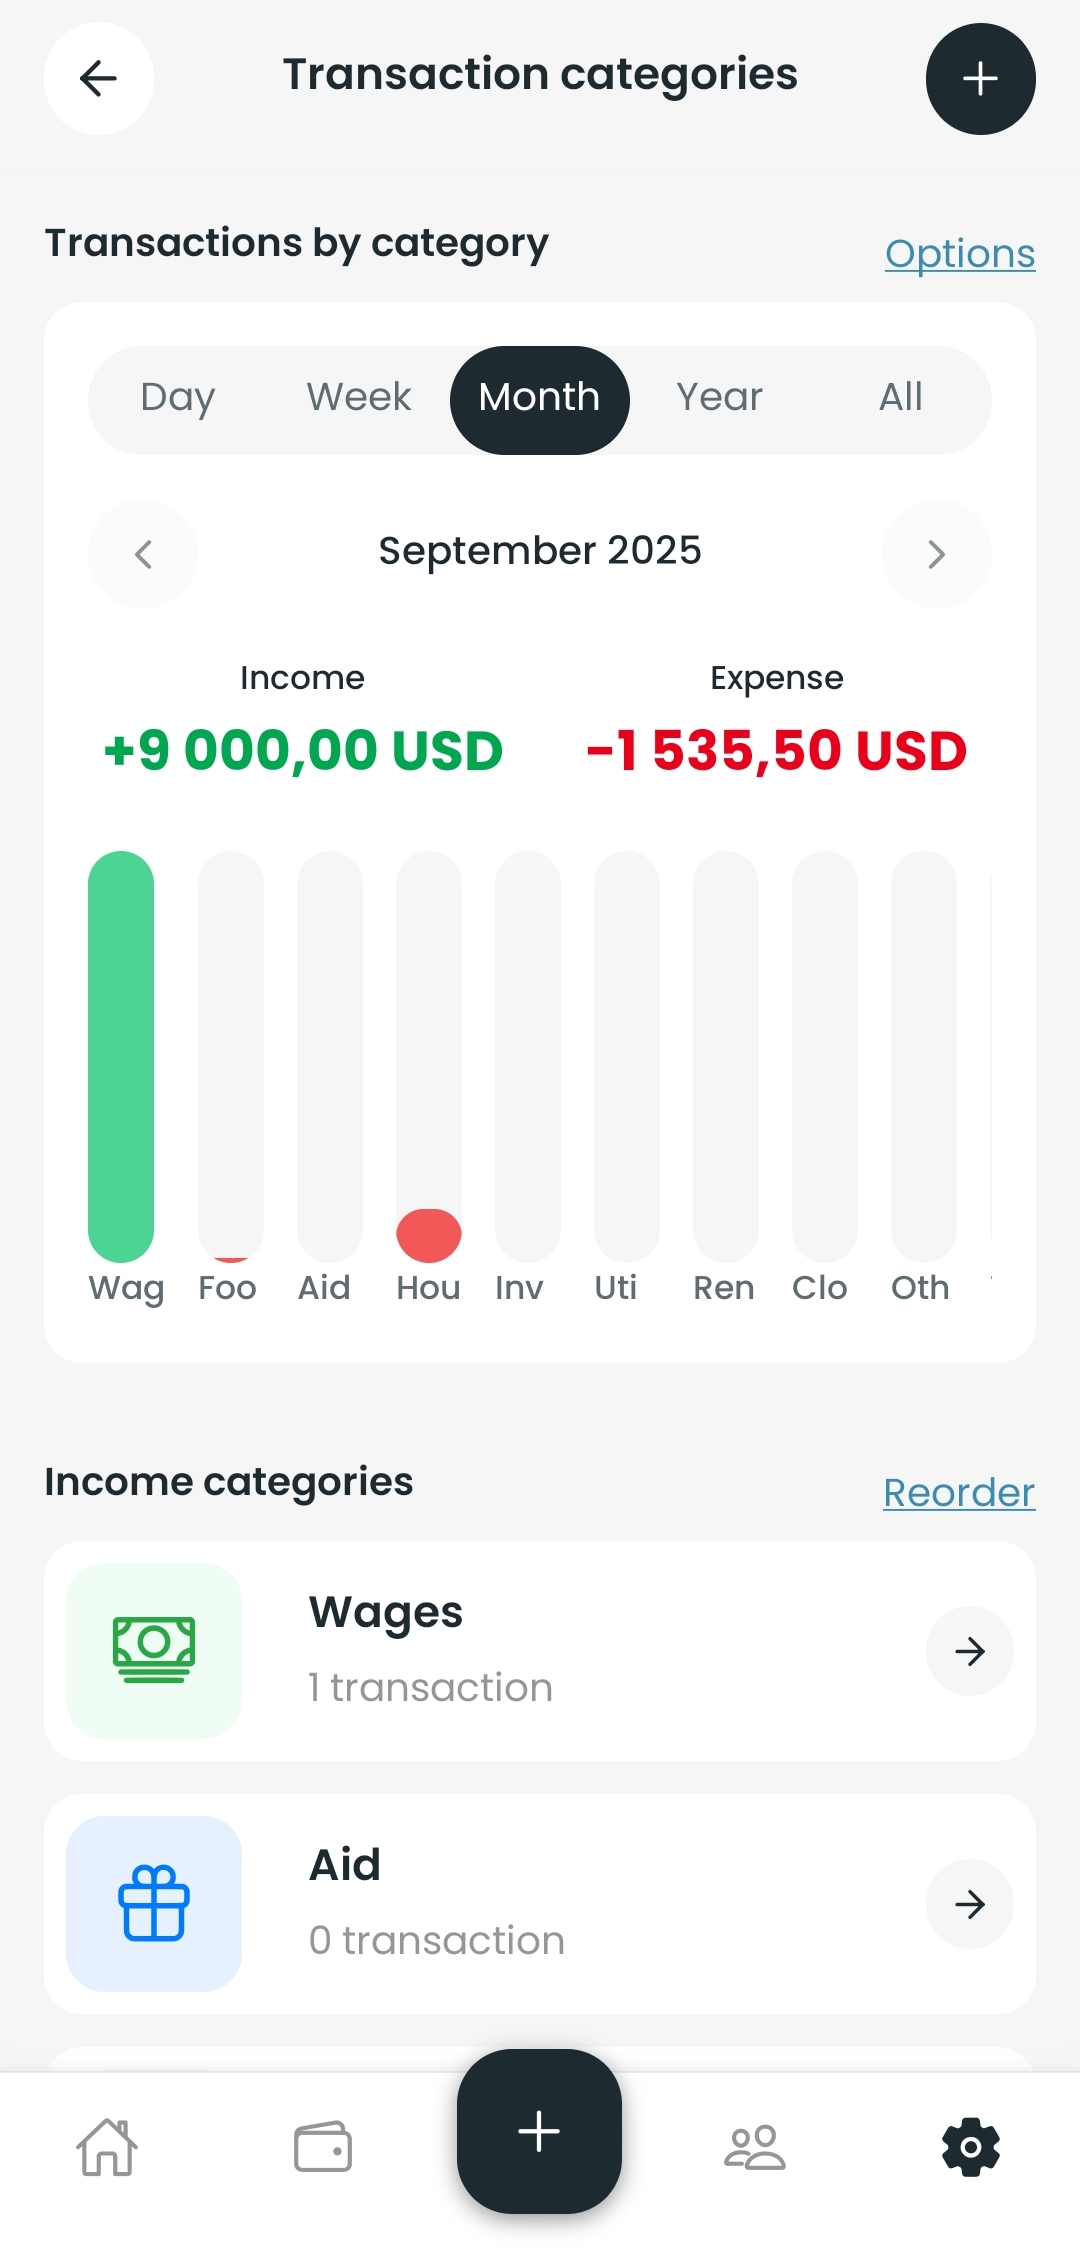 Transaction categories
Transactions by category
Options
Day Week Month Year All
September 2025
Income Expense
+9 000,00 USD -1 535,50 USD
Wag Foo Aid Hou Inv Uti Ren Clo Oth
Income categories
Reorder
Wages
1 transaction
Aid
0 transaction